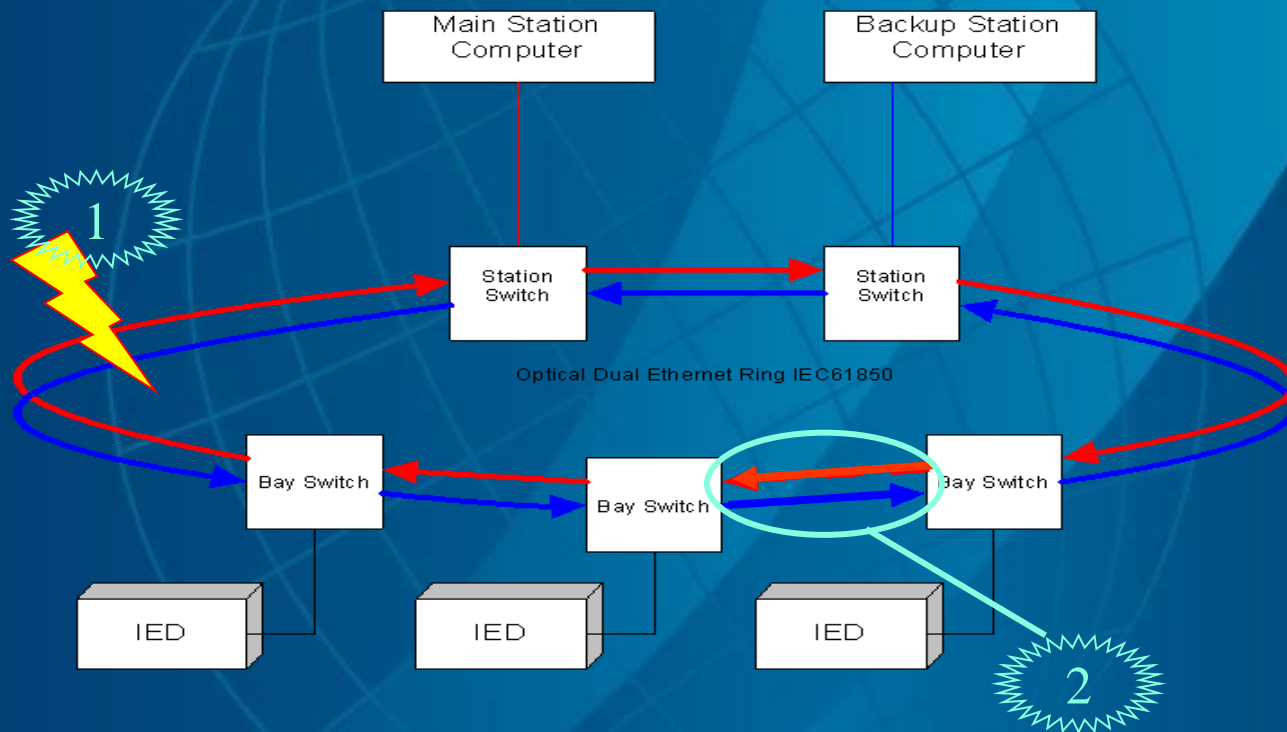 Main Station
Computer
Backup Station
Computer
1
Station
Switch
Station
Switch
Optical Dual Ethernet Ring IEC61850
Bay Switch
Bay Switch
Bay Switch
IED
IED
IED
2